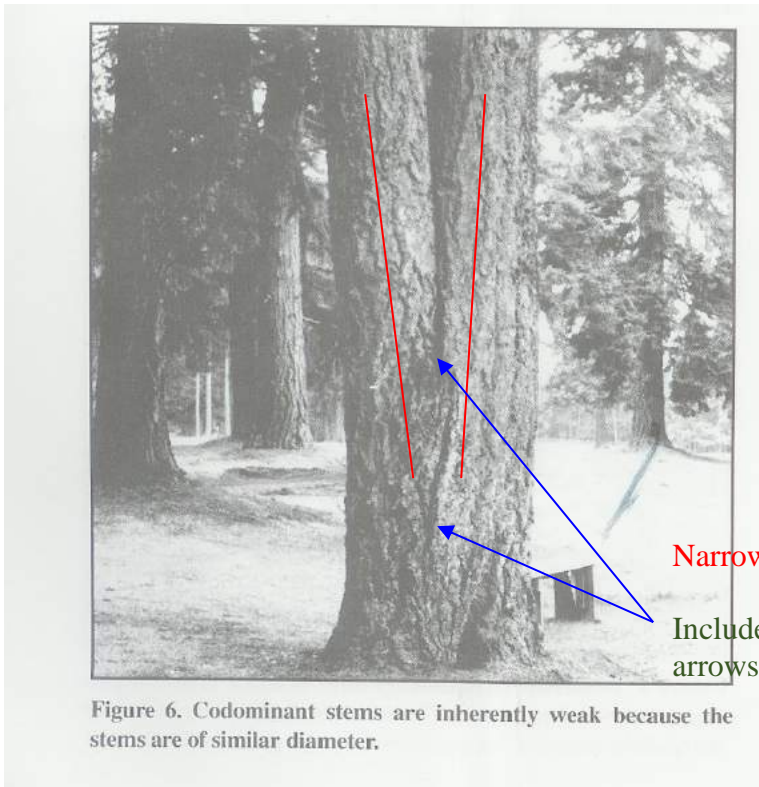 Narrow
Include
arrows
Figure 6. Codominant stems are inherently weak because the
stems are of similar diameter.